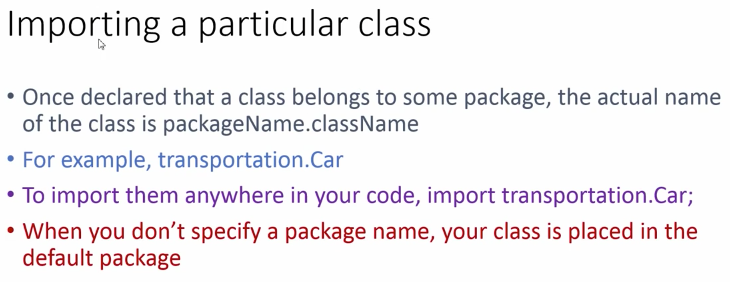 Importing a particular class
• Once declared that a class belongs to some package, the actual name
of the class is packageName.className
• For example, transportation.Car
• To import them anywhere in your code, import transportation.Car;
• When you don't specify a package name, your class is placed in the
default package